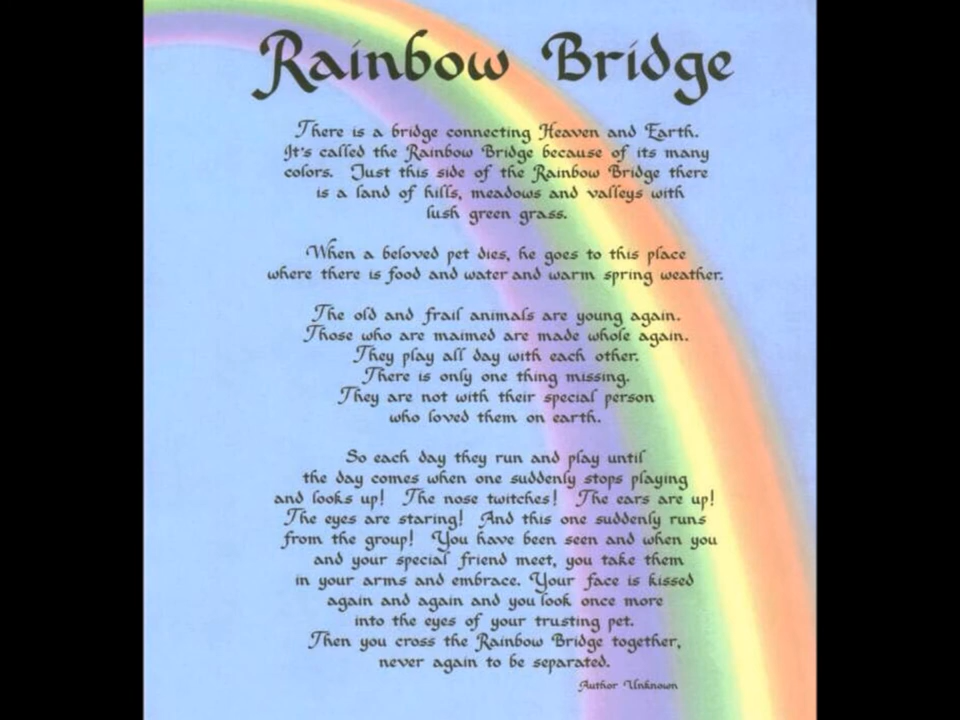 Rainbow Bridge
There is a bridge connecting Heaven and Earth.
It's called the Rainbow Bridge because of its many
colors. Just this side of the Rainbow Bridge there
is a land of hills, meadows and valleys with
lush green grass.
When a beloved pet dies, he goes to this place
where there is food and water and warm spring weather.
The old and frail animals are young again.
Those who are maimed are made whole again.
They play all day with each other.
There is only one thing missing.
They are not with their special person
who loved them on earth.
So each day they run and play until
the day comes when one suddenly stops playing
and looks up! The nose twitches! The ears are up!
The eyes are staring! And this one suddenly runs
from the group! You have been seen and when you
and your special friend meet, you take them
in your arms and embrace. Your face is kissed
again and again and you look once more
into the eyes of your trusting pet.
Then you cross the Rainbow Bridge together,
never again to be separated.
Author Unknown